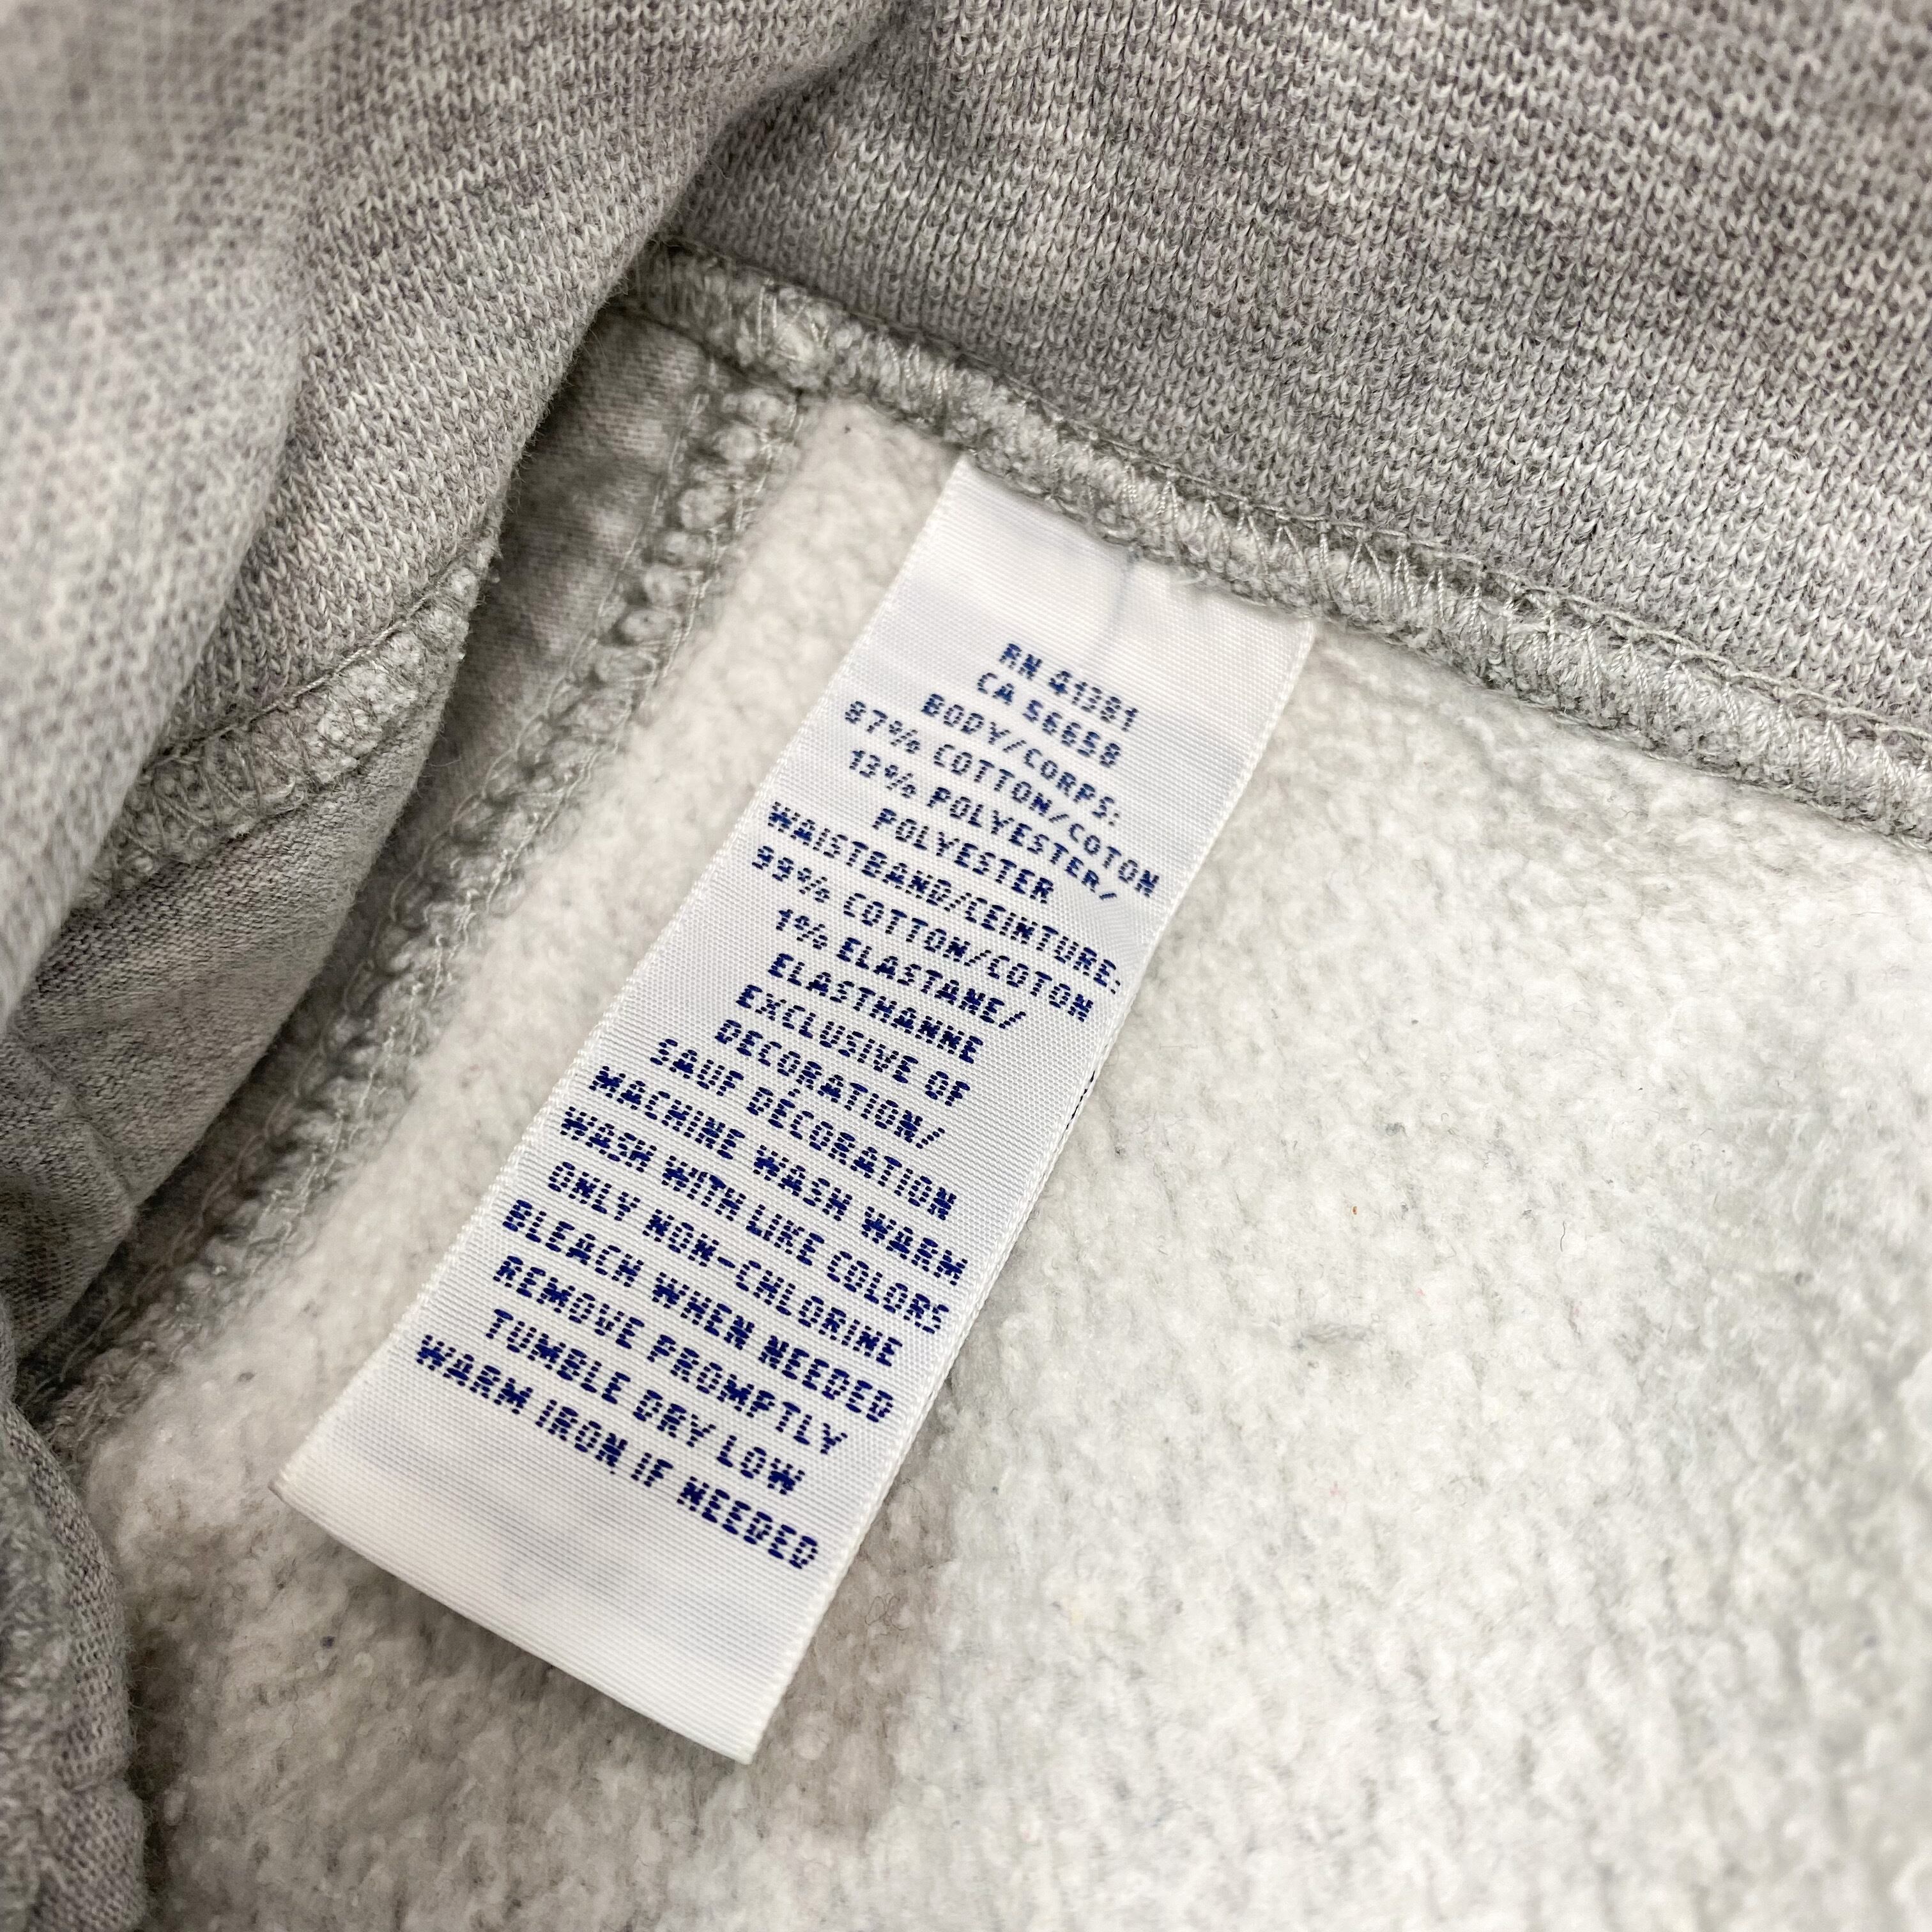 RN 41381
CA 56658
BODY/CORPS:
87% COTTON/COTON
13% POLYESTER/
POLYESTER
WAISTBAND/CEINTURE:
99% COTTON/COTON
1% ELASTANE/
ELASTHANNE
EXCLUSIVE OF
DECORATION/
SAUF DÉCORATION
MACHINE WASH WARM
WASH WITH LIKE COLORS
ONLY NON-CHLORINE
BLEACH WHEN NEEDED
REMOVE PROMPTLY
TUMBLE DRY LOW
WARM IRON IF NEEDED